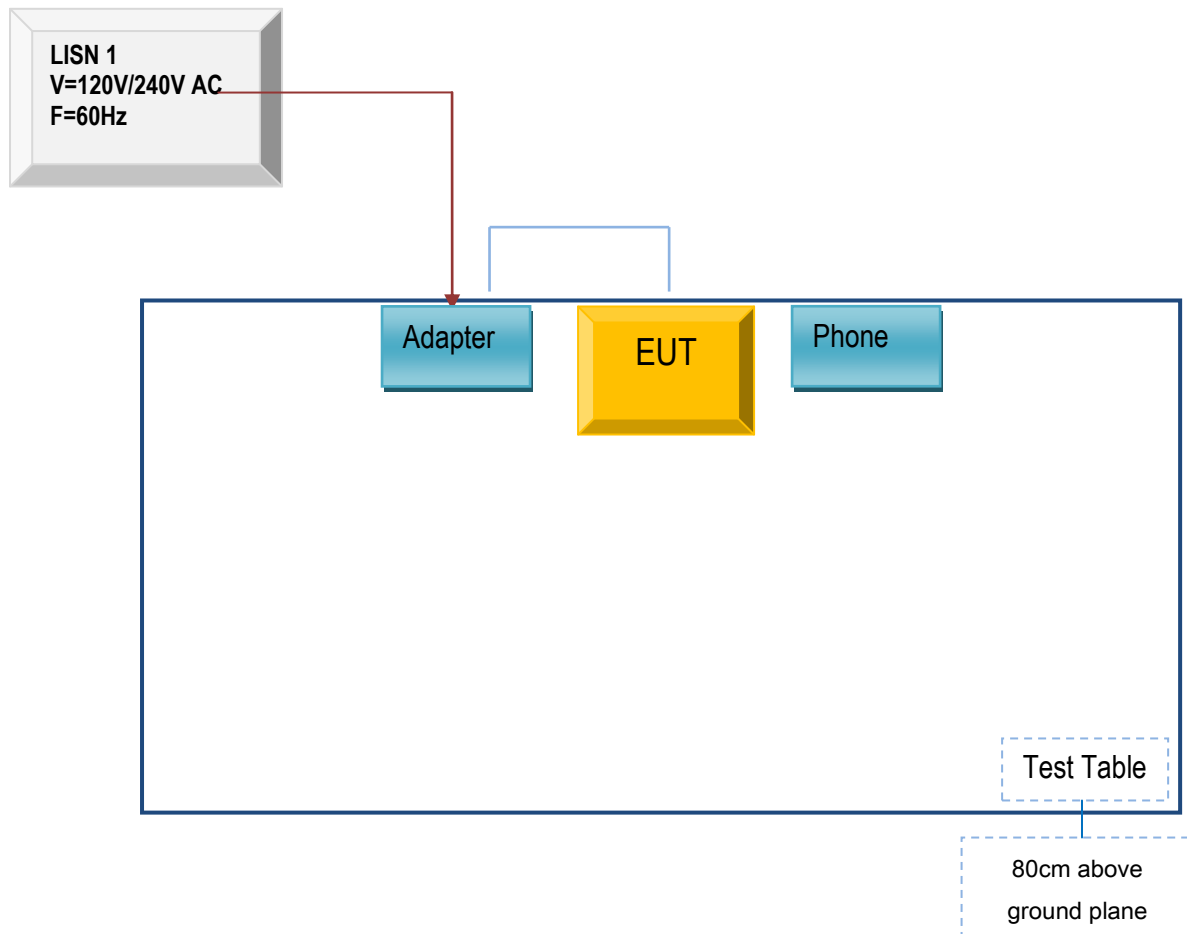 LISN 1
V=120V/240V AC
F=60Hz
Adapter
EUT
Phone
Test Table
80cm above
ground plane